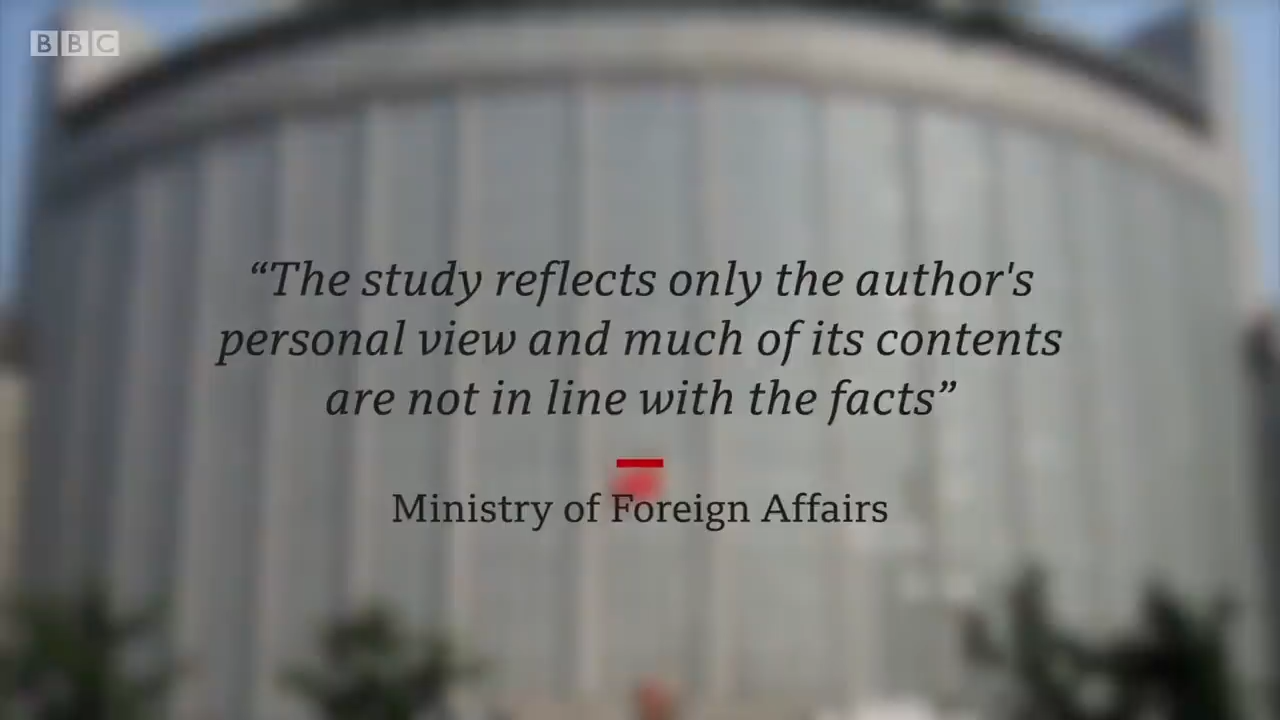 BBC
“The study reflects only the author's
personal view and much of its contents
are not in line with the facts”
Ministry of Foreign Affairs